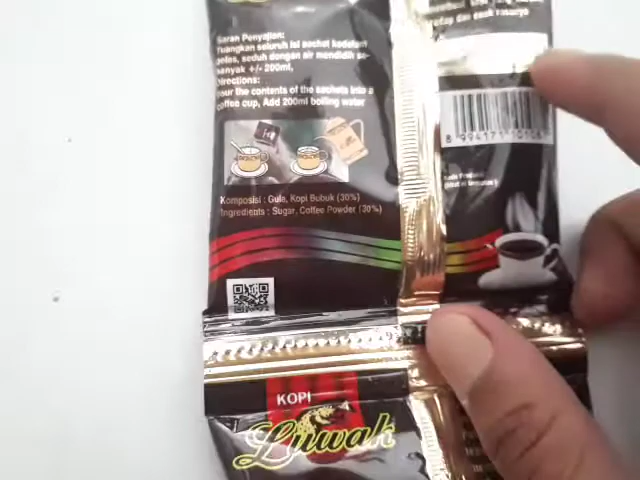 Saran Penyajian:
Tuangkan seluruh isi sachet kedalam
gelas, seduh dengan air mendidih se-
banyak +/- 200ml.
Directions:
Pour the contents of the sachets into a
coffee cup, Add 200ml boiling water
Komposisi : Gula, Kopi Bubuk (30%)
Ingredients : Sugar, Coffee Powder (30%)
KOPI
Luwak